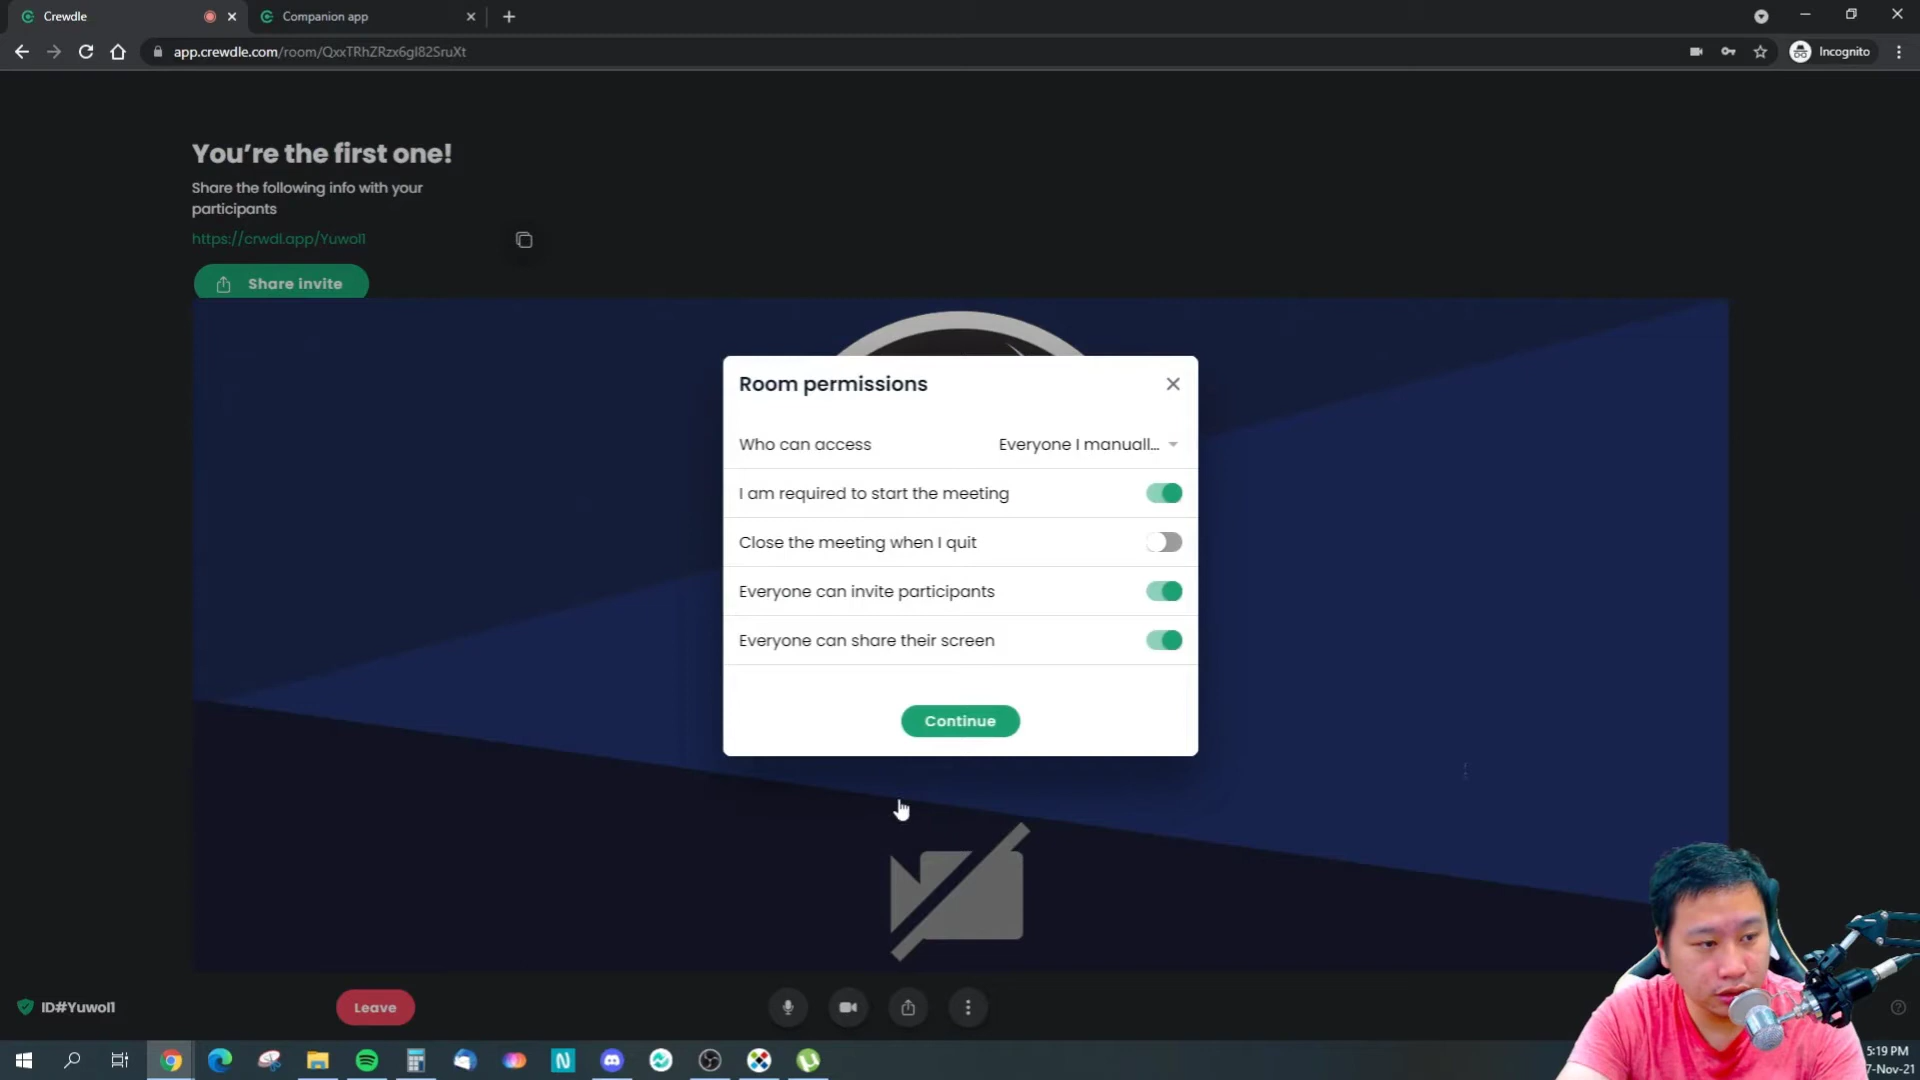 Crewdle
Companion app
app.crewdle.com/room/QxxTRhZRzx6gI82SruXt
Incognito
You're the first one!
Share the following info with your
participants
https://crwdl.app/Yuwol1
Share invite
Room permissions
Who can access
Everyone I manuall...
I am required to start the meeting
Close the meeting when I quit
Everyone can invite participants
Everyone can share their screen
Continue
ID#Yuwol1
Leave
5:19 PM
7-Nov-21